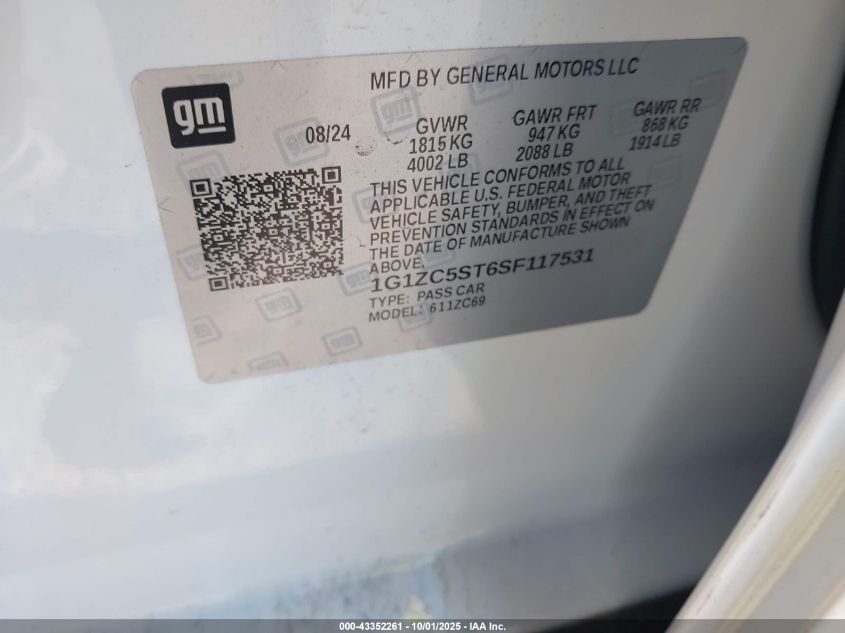 gm
MFD BY GENERAL MOTORS LLC
08/24
GVWR
1815 KG
4002 LB
GAWR FRT
947 KG
2088 LB
GAWR RR
868 KG
1914 LB
THIS VEHICLE CONFORMS TO ALL
APPLICABLE U.S. FEDERAL MOTOR
VEHICLE SAFETY, BUMPER, AND THEFT
PREVENTION STANDARDS IN EFFECT ON
THE DATE OF MANUFACTURE SHOWN
ABOVE.
1G1ZC5ST6SF117531
TYPE: PASS CAR
MODEL: 611ZC69
000-43352261 - 10/01/2025 - IAA Inc.